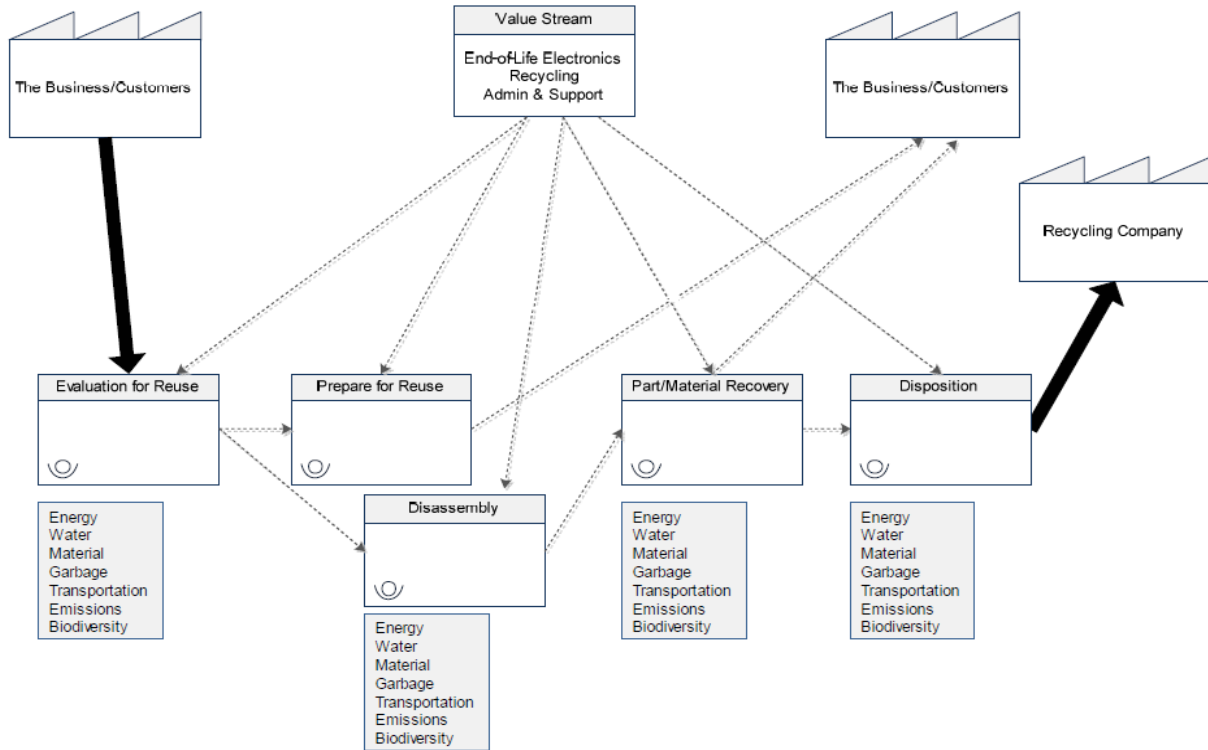 Value Stream
End-of-Life Electronics
Recycling
Admin & Support
The Business/Customers
The Business/Customers
Recycling Company
Evaluation for Reuse
Prepare for Reuse
Part/Material Recovery
Disposition
Disassembly
Energy
Water
Material
Garbage
Transportation
Emissions
Biodiversity
Energy
Water
Material
Garbage
Transportation
Emissions
Biodiversity
Energy
Water
Material
Garbage
Transportation
Emissions
Biodiversity
Energy
Water
Material
Garbage
Transportation
Emissions
Biodiversity